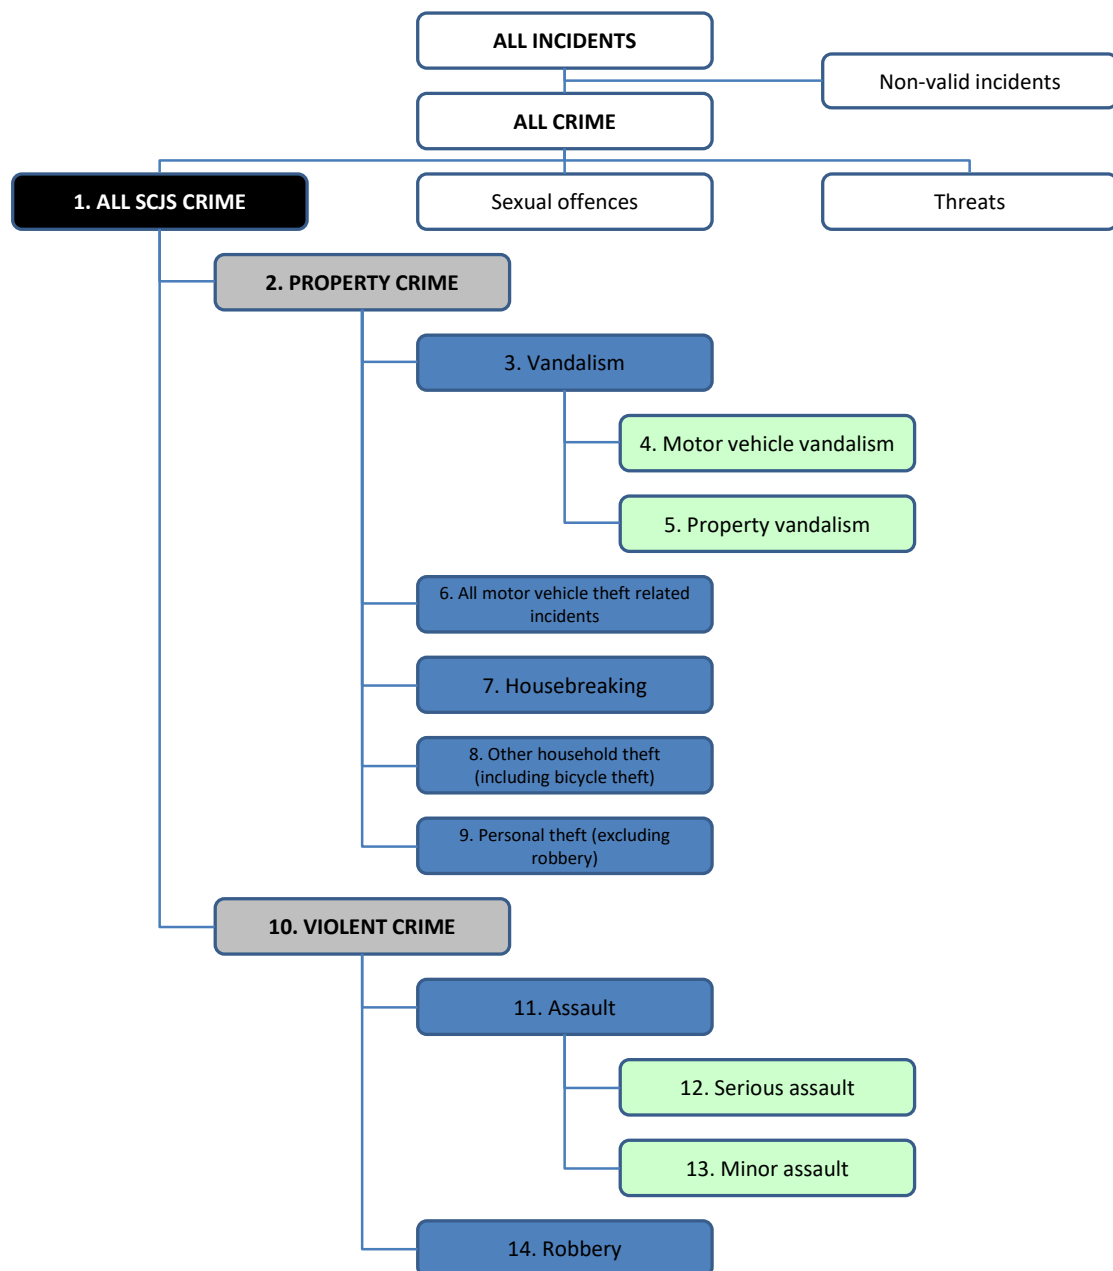 ALL INCIDENTS
Non-valid incidents
ALL CRIME
1. ALL SCJS CRIME
Sexual offences
Threats
2. PROPERTY CRIME
3. Vandalism
4. Motor vehicle vandalism
5. Property vandalism
6. All motor vehicle theft related
incidents
7. Housebreaking
8. Other household theft
(including bicycle theft)
9. Personal theft (excluding
robbery)
10. VIOLENT CRIME
11. Assault
12. Serious assault
13. Minor assault
14. Robbery